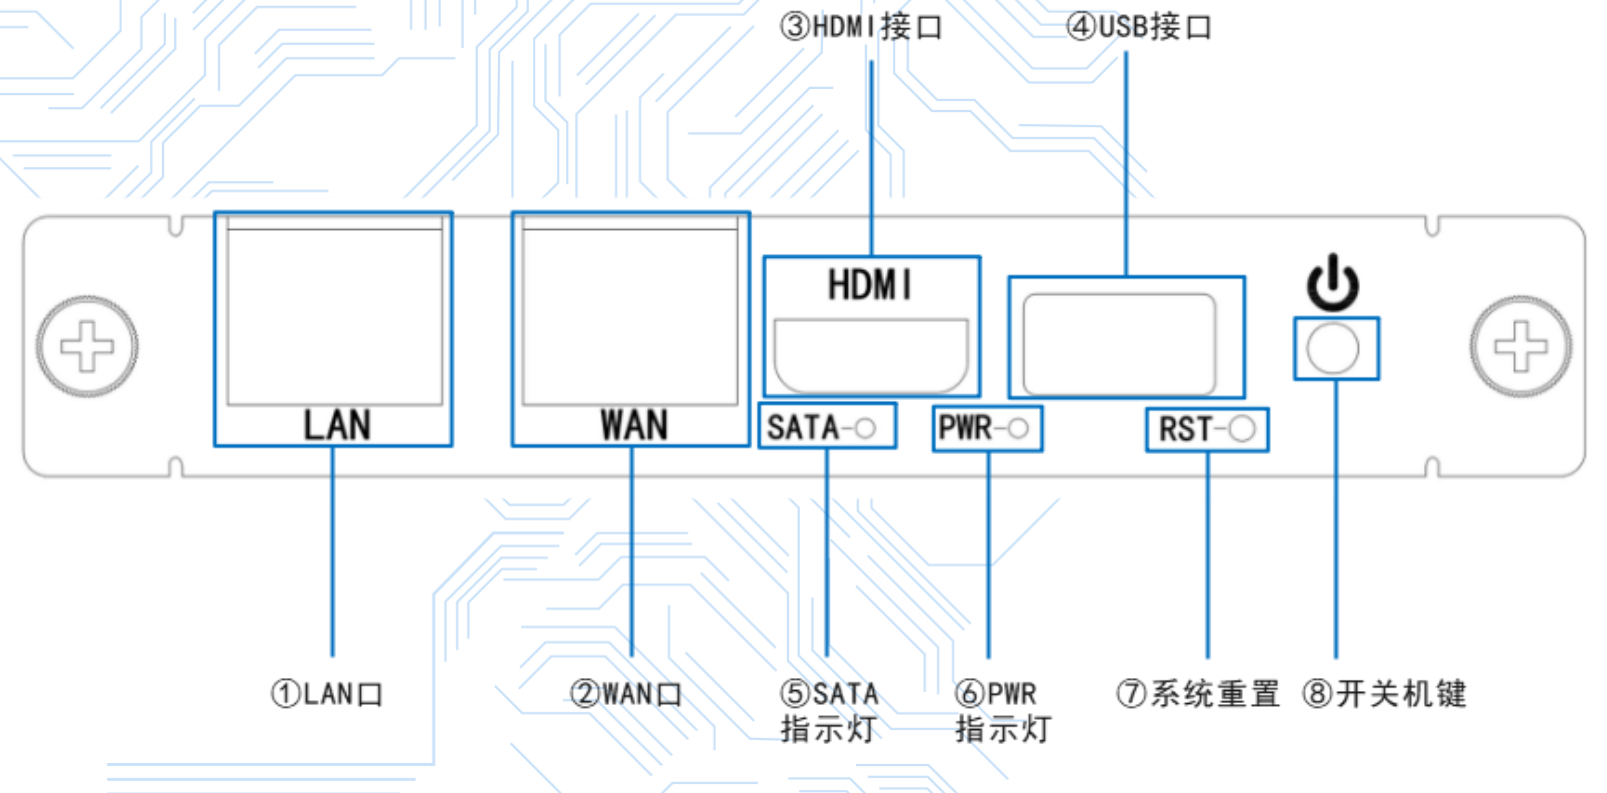 ③HDMI接口
④USB接口
HDMI
LAN
WAN
SATA
PWR
RST
①LAN口
②WAN口
⑤SATA
指示灯
⑥PWR
指示灯
⑦系统重置
⑧开关机键